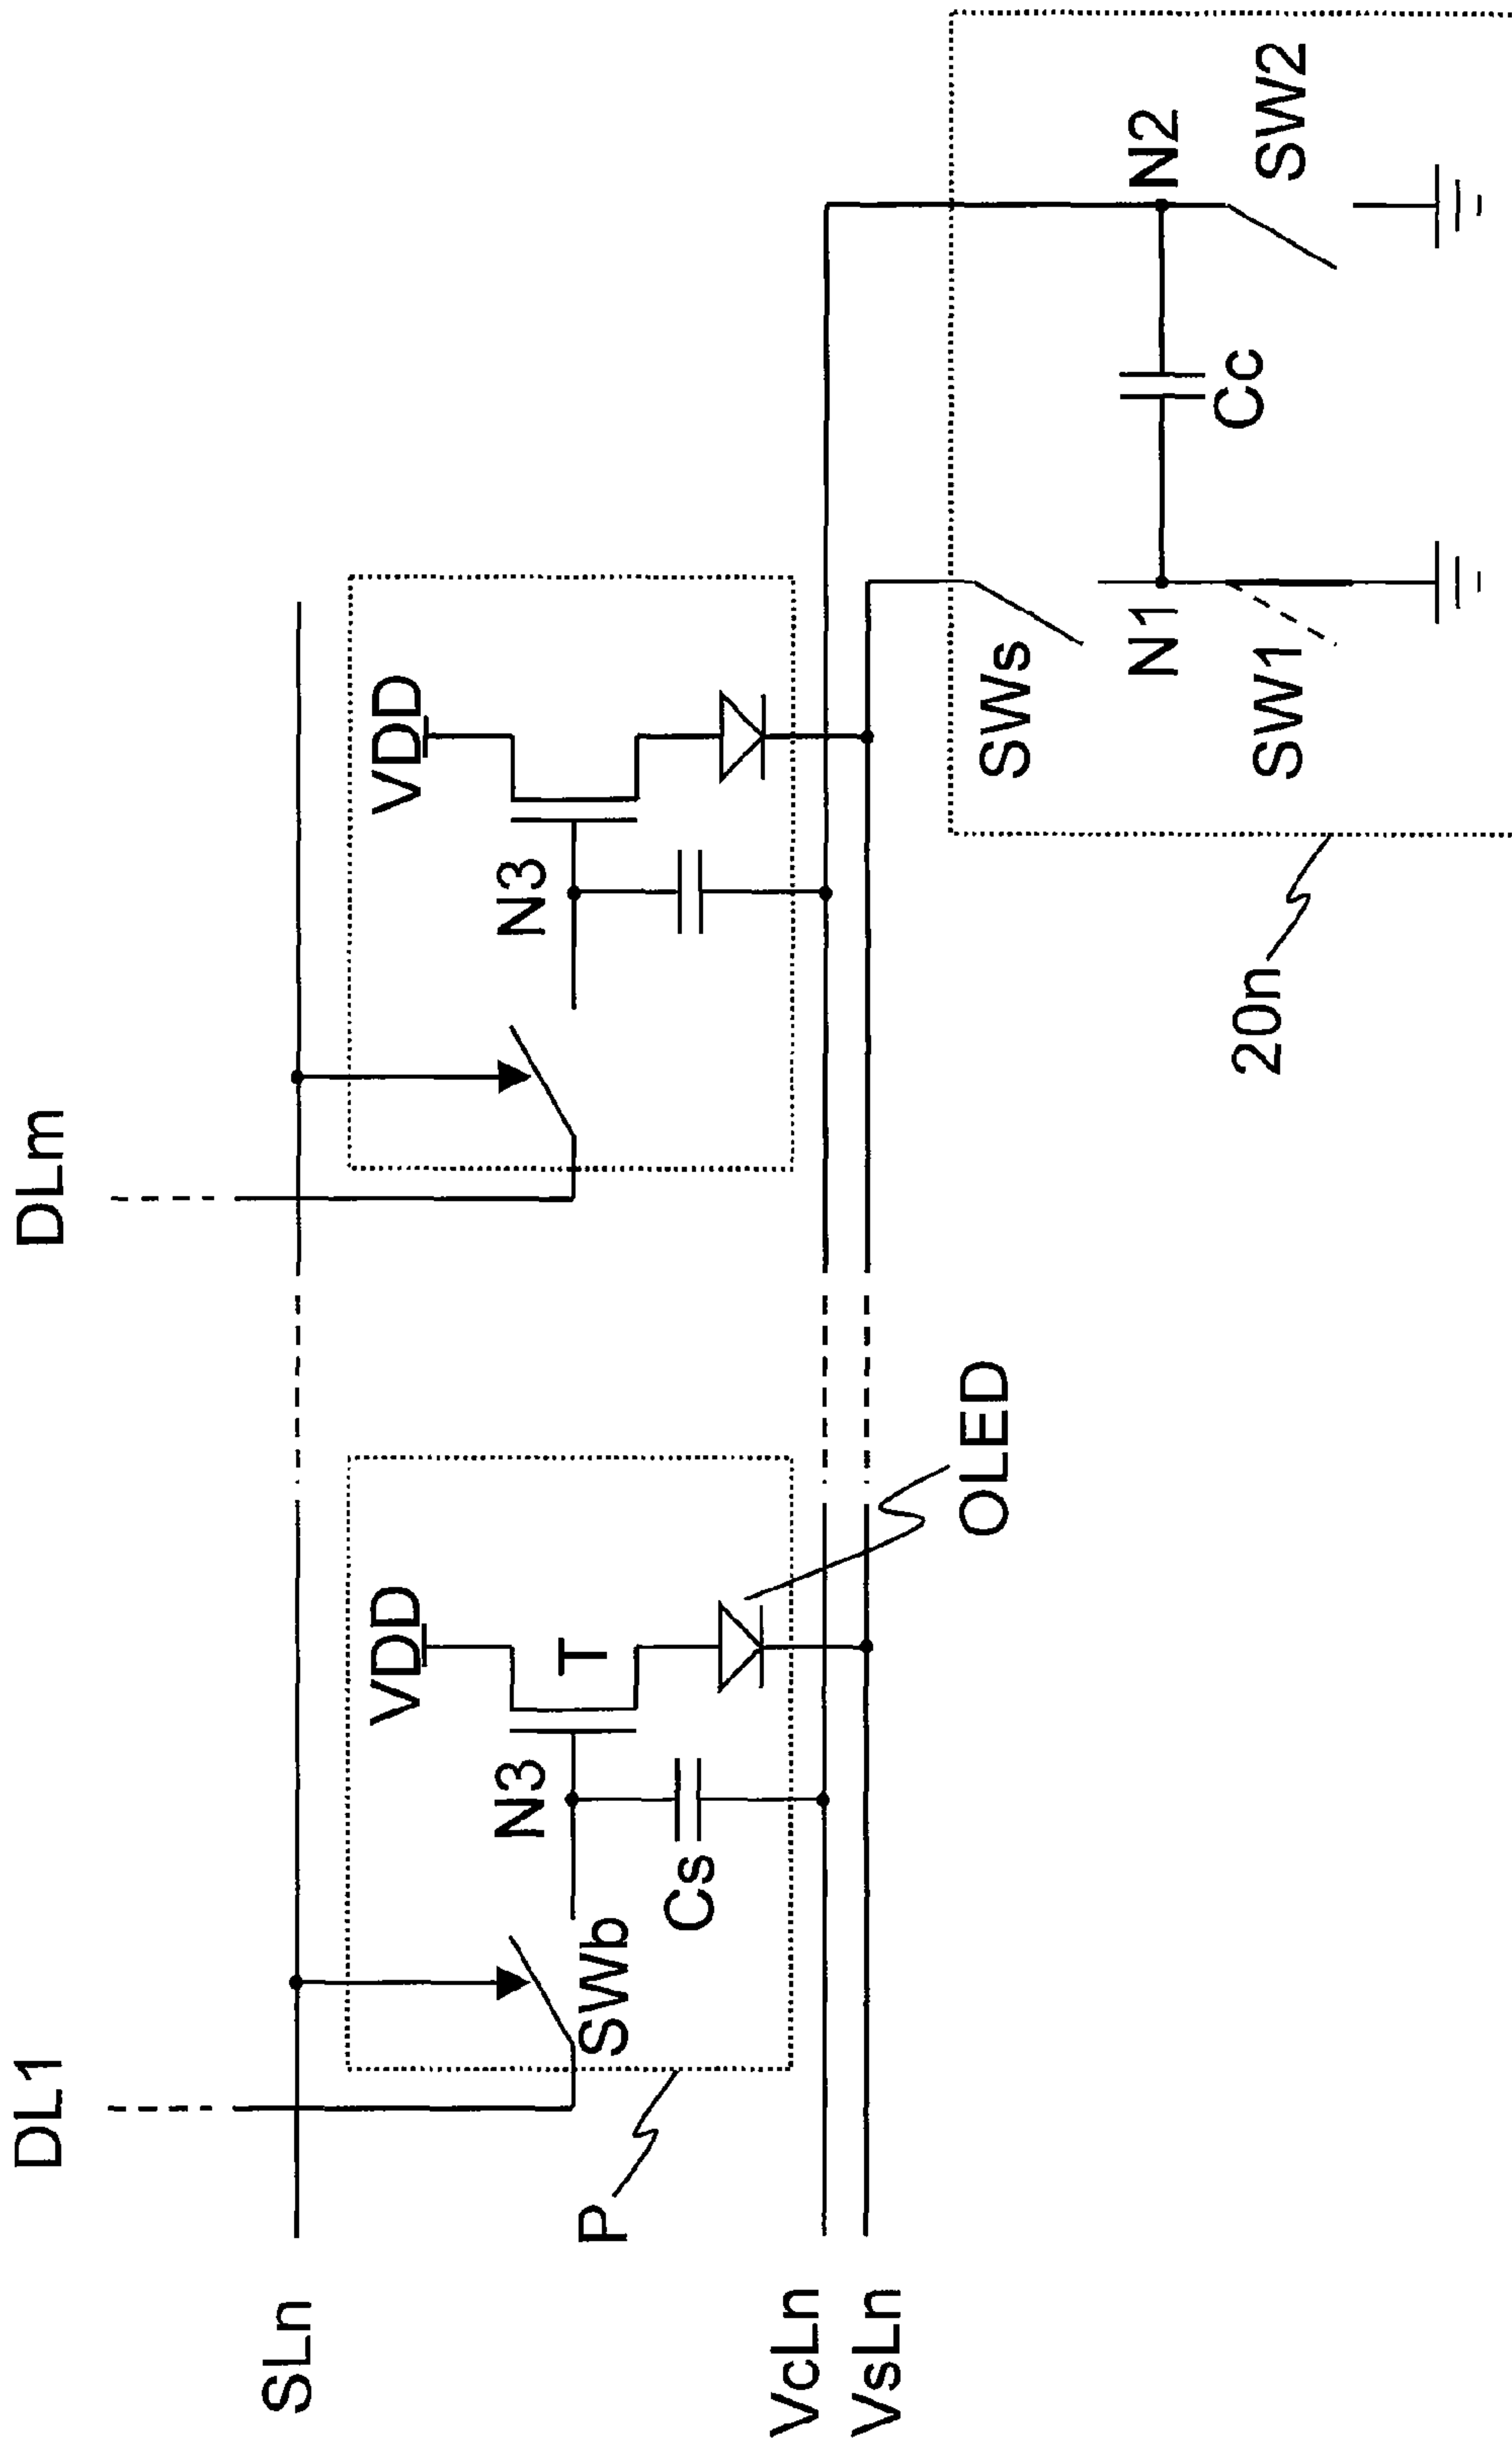 DL1
DLm
SLn
VDD
VDD
N3
T
N3
SWb
Cs
P
OLED
VcLn
VsLn
SWs
N1
N2
Cc
SW1
SW2
20n